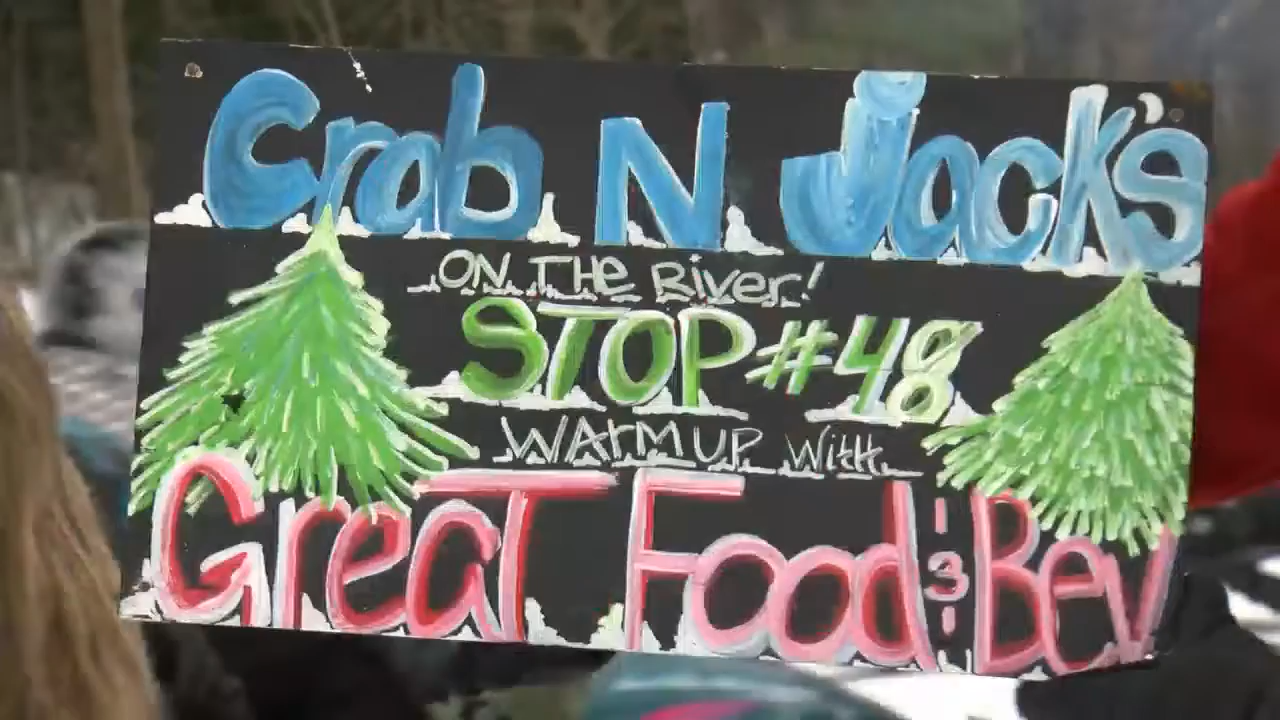 Crab N Jack's
ON THE River!
STOP #48
WArM UP With
GreaT Food & Bev